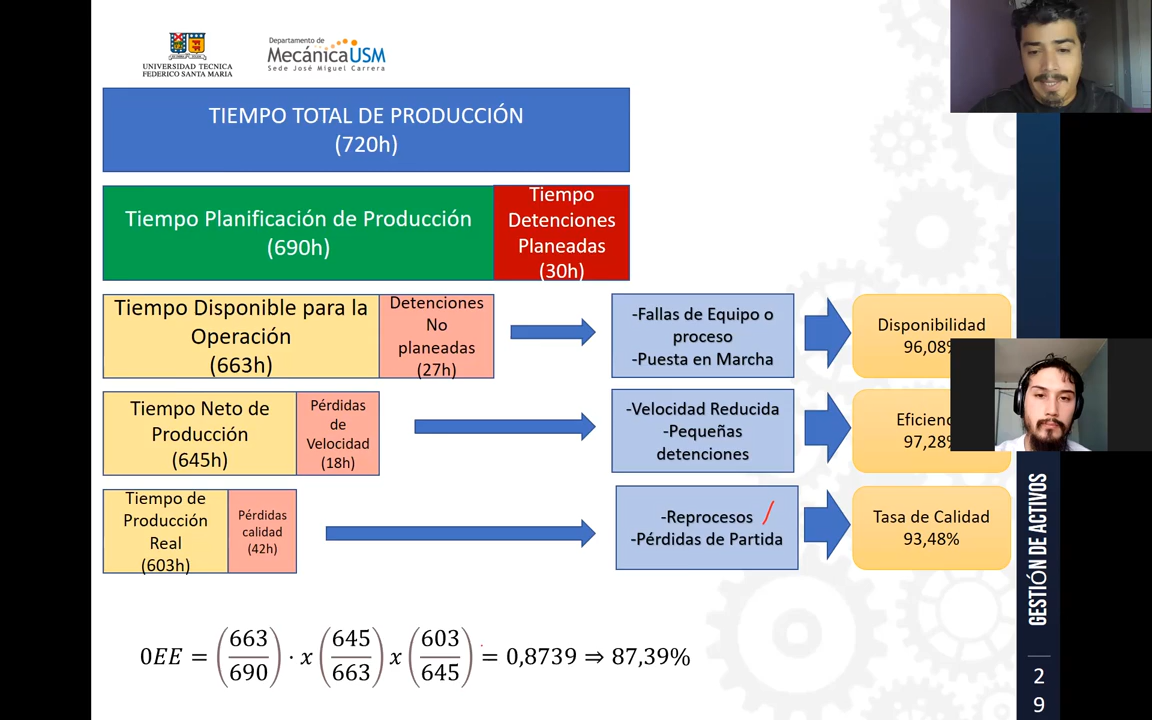 UNIVERSIDAD TECNICA
FEDERICO SANTA MARIA
Departamento de
MecánicaUSM
Sede José Miguel Carrera
TIEMPO TOTAL DE PRODUCCIÓN
(720h)
Tiempo Planificación de Producción
(690h)
Tiempo
Detenciones
Planeadas
(30h)
Tiempo Disponible para la
Operación
(663h)
Detenciones
No
planeadas
(27h)
-Fallas de Equipo o
proceso
-Puesta en Marcha
Disponibilidad
96,08%
Tiempo Neto de
Producción
(645h)
Pérdidas
de
Velocidad
(18h)
-Velocidad Reducida
-Pequeñas
detenciones
97,28%
Tiempo de
Producción
Real
(603h)
Pérdidas
calidad
(42h)
-Reprocesos
-Pérdidas de Partida
Tasa de Calidad
93,48%
0EE = (663/690) · x (645/663) x (603/645) = 0,8739 ⇒ 87,39%
GESTIÓN DE ACTIVOS
2
9